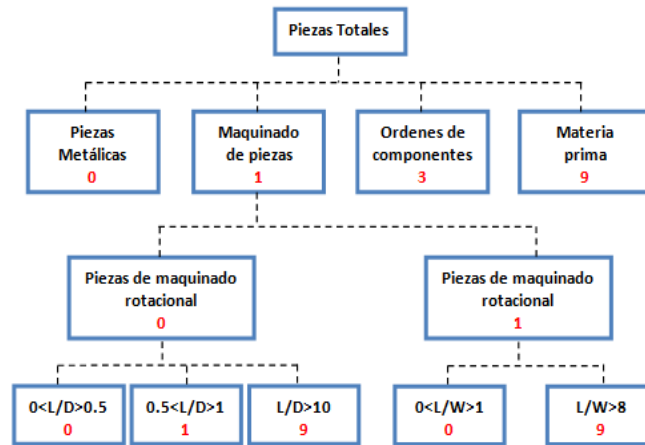 Piezas Totales
Piezas
Metálicas
0
Maquinado
de piezas
1
Ordenes de
componentes
3
Materia
prima
9
Piezas de maquinado
rotacional
0
Piezas de maquinado
rotacional
1
0<L/D>0.5
0
0.5<L/D>1
1
L/D>10
9
0<L/W>1
0
L/W>8
9